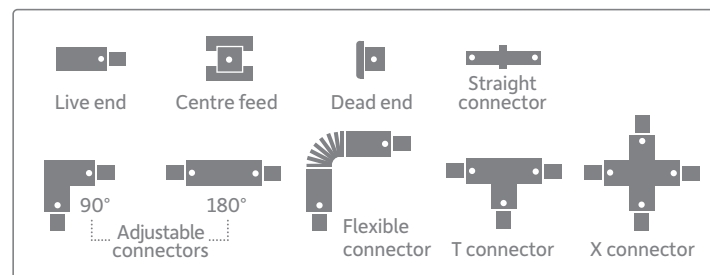 Live end
Centre feed
Dead end
Straight
connector
90°
180°
Adjustable
connectors
Flexible
connector
T connector
X connector